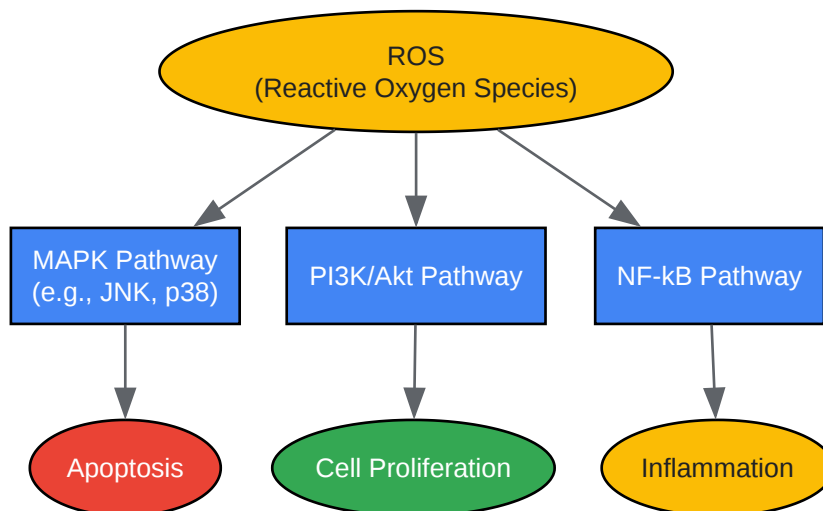 ROS
(Reactive Oxygen Species)
MAPK Pathway
(e.g., JNK, p38)
PI3K/Akt Pathway
NF-kB Pathway
Apoptosis
Cell Proliferation
Inflammation